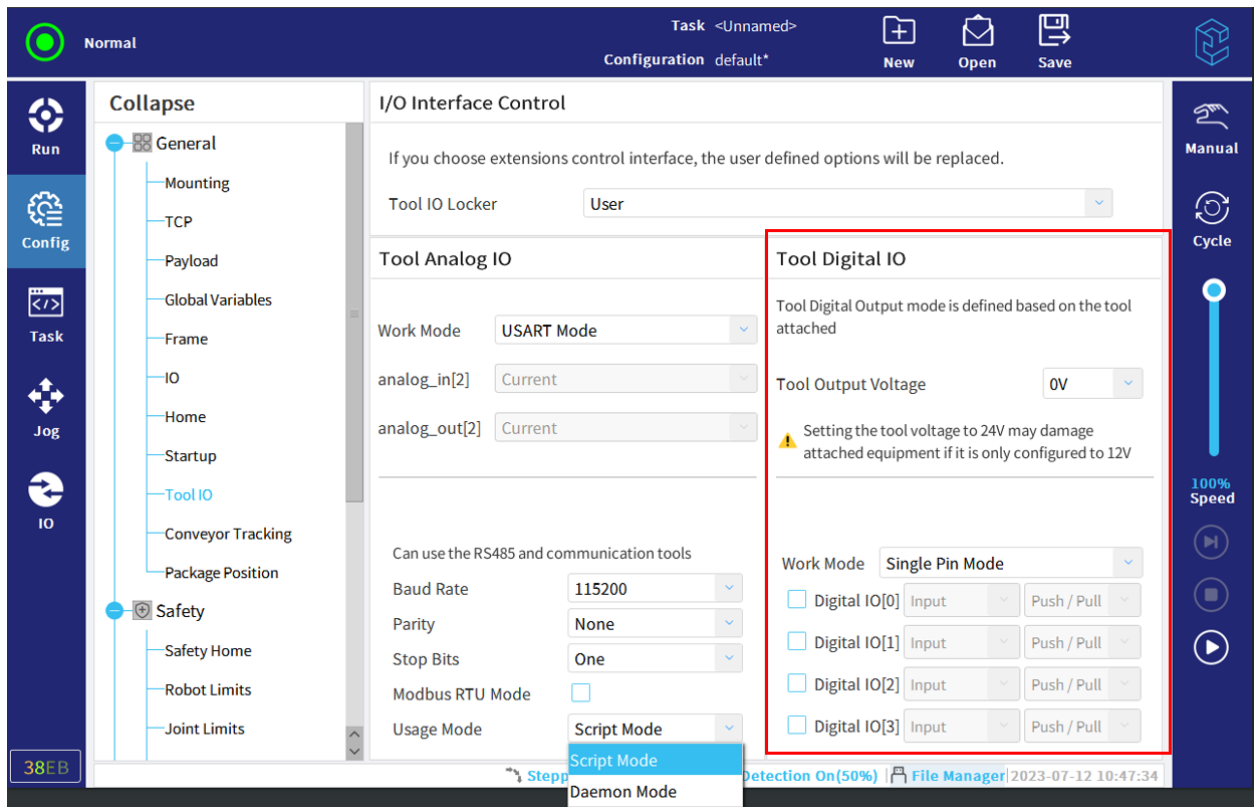 Normal
Task <Unnamed>
Configuration default*
New
Open
Save
Run
Config
Task
Jog
IO
38EB
Collapse
General
Mounting
TCP
Payload
Global Variables
Frame
IO
Home
Startup
Tool IO
Conveyor Tracking
Package Position
Safety
Safety Home
Robot Limits
Joint Limits
I/O Interface Control
If you choose extensions control interface, the user defined options will be replaced.
Tool IO Locker User
Tool Analog IO
Work Mode USART Mode
analog_in[2] Current
analog_out[2] Current
Can use the RS485 and communication tools
Baud Rate 115200
Parity None
Stop Bits One
Modbus RTU Mode
Usage Mode Script Mode
Script Mode
Daemon Mode
Tool Digital IO
Tool Digital Output mode is defined based on the tool
attached
Tool Output Voltage 0V
Setting the tool voltage to 24V may damage
attached equipment if it is only configured to 12V
Work Mode Single Pin Mode
Digital IO[0] Input Push / Pull
Digital IO[1] Input Push / Pull
Digital IO[2] Input Push / Pull
Digital IO[3] Input Push / Pull
Detection On(50%) File Manager 2023-07-12 10:47:34
Manual
Cycle
100%
Speed